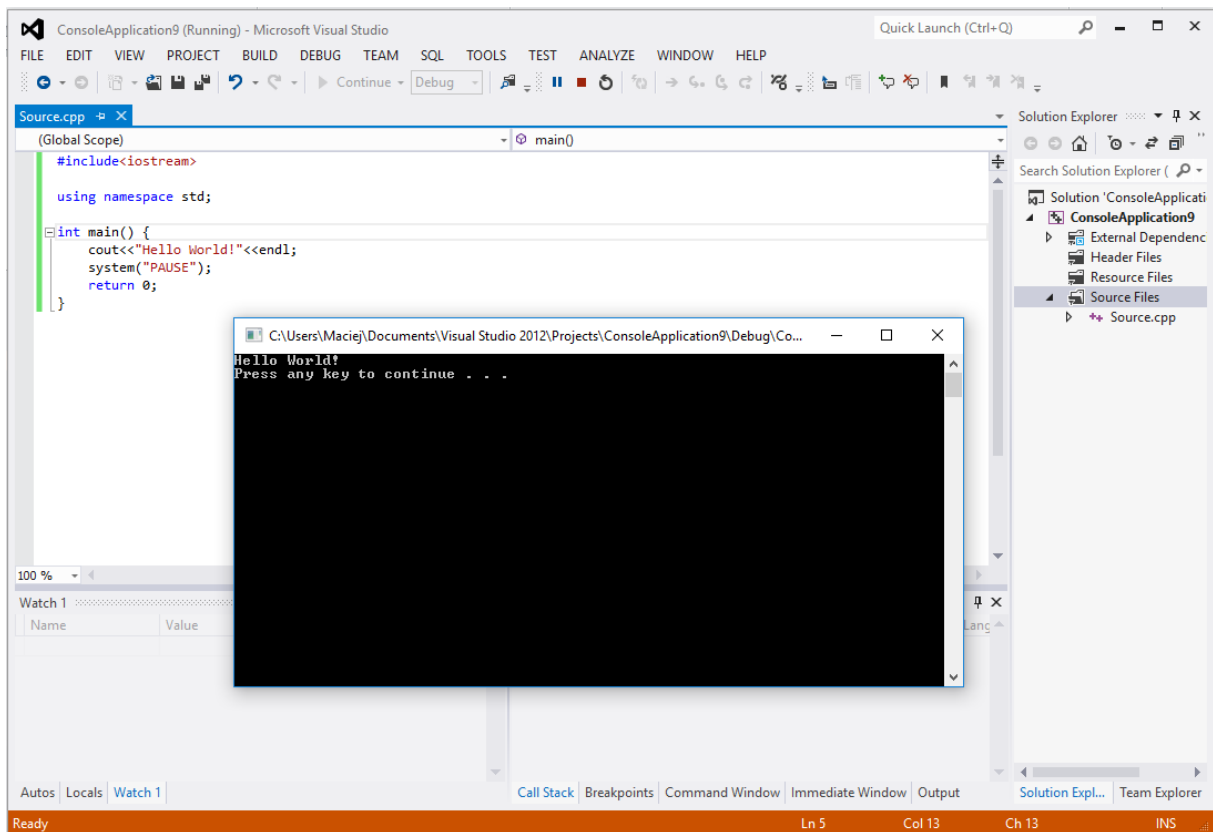 ConsoleApplication9 (Running) - Microsoft Visual Studio
Quick Launch (Ctrl+Q)
FILE EDIT VIEW PROJECT BUILD DEBUG TEAM SQL TOOLS TEST ANALYZE WINDOW HELP
Continue Debug
Source.cpp
(Global Scope)
main()
#include<iostream>
using namespace std;
int main() {
cout<<"Hello World!"<<endl;
system("PAUSE");
return 0;
}
C:\Users\Maciej\Documents\Visual Studio 2012\Projects\ConsoleApplication9\Debug\Co...
Hello World!
Press any key to continue . . .
100 %
Watch 1
Name Value
Lang
Autos Locals Watch 1
Call Stack Breakpoints Command Window Immediate Window Output
Solution Explorer
Search Solution Explorer (
Solution 'ConsoleApplicati
ConsoleApplication9
External Dependenc
Header Files
Resource Files
Source Files
Source.cpp
Solution Expl... Team Explorer
Ready
Ln 5 Col 13 Ch 13 INS